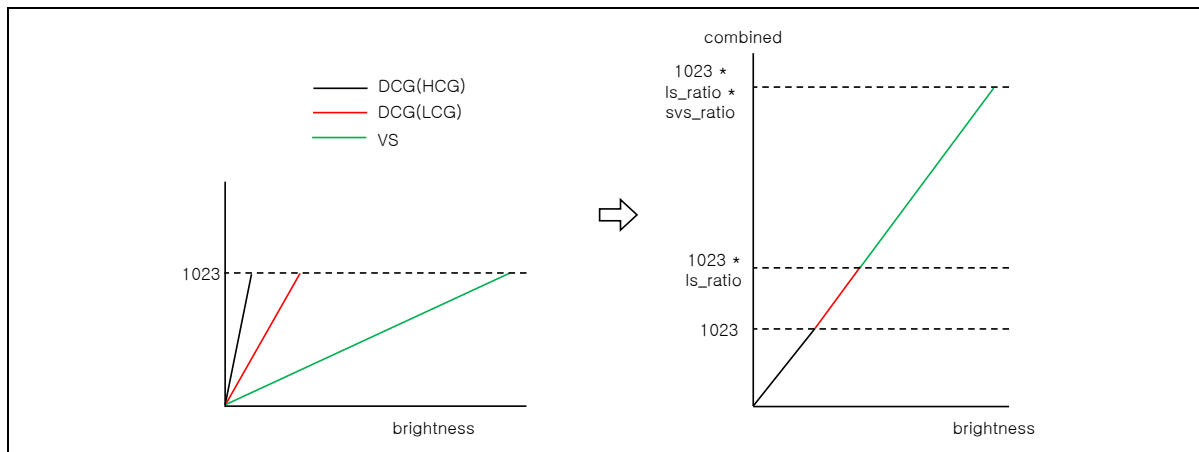 DCG(HCG)
DCG(LCG)
VS
1023
brightness
combined
1023 *
ls_ratio *
svs_ratio
1023 *
ls_ratio
1023
brightness